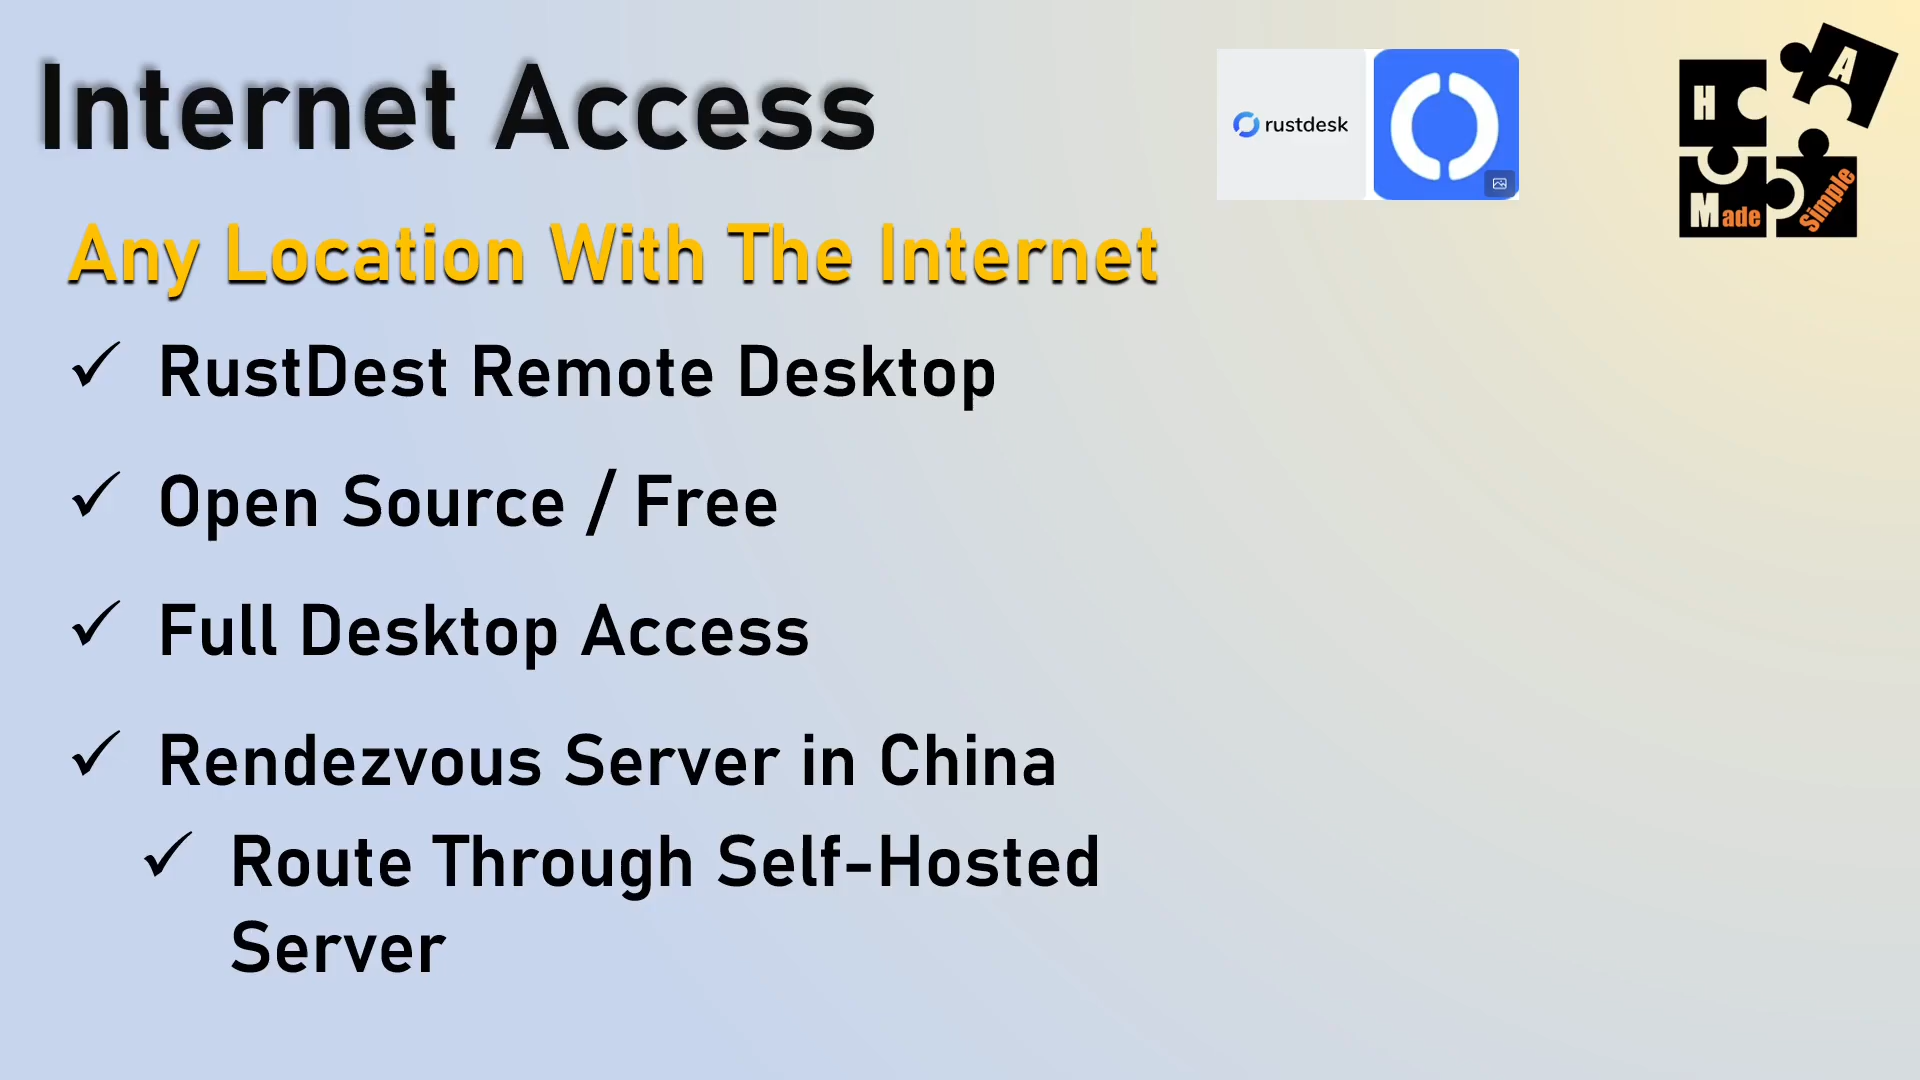 Internet Access
rustdesk
H A
Made Simple
Any Location With The Internet
✓ RustDest Remote Desktop
✓ Open Source / Free
✓ Full Desktop Access
✓ Rendezvous Server in China
✓ Route Through Self-Hosted
Server